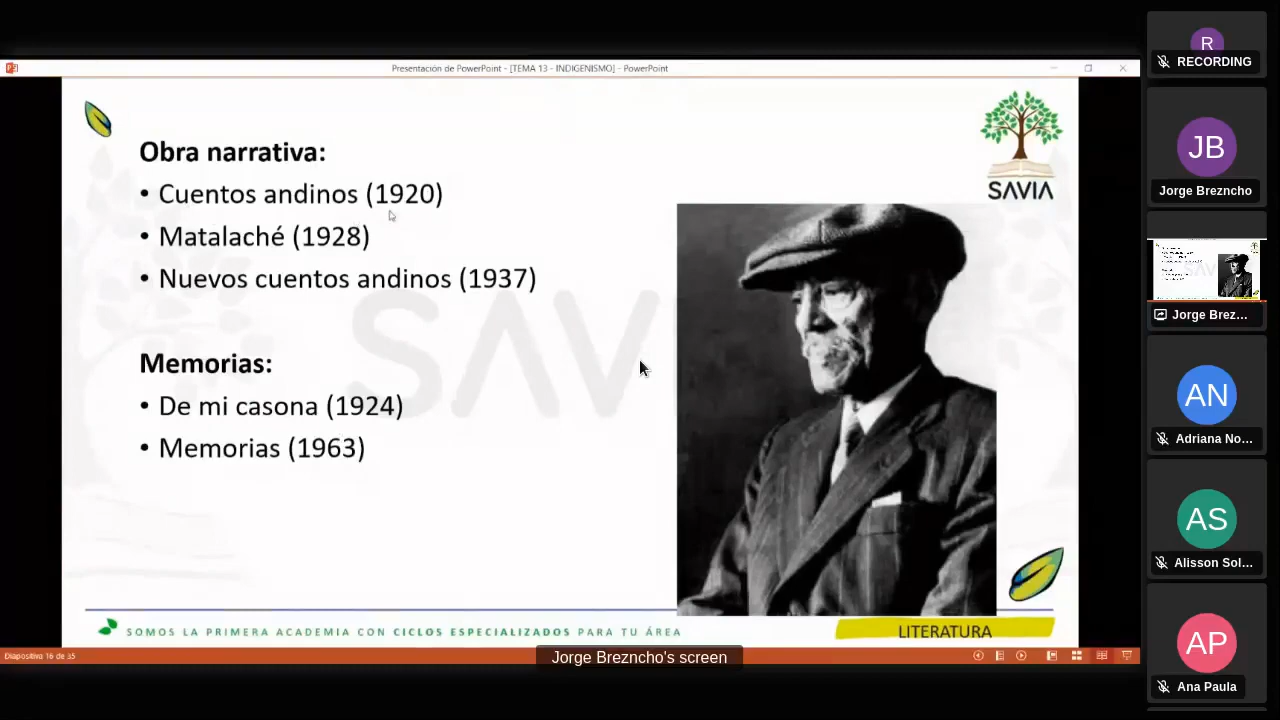 Presentación de PowerPoint - [TEMA 13 - INDIGENISMO] - PowerPoint
Obra narrativa:
• Cuentos andinos (1920)
• Matalaché (1928)
• Nuevos cuentos andinos (1937)
Memorias:
• De mi casona (1924)
• Memorias (1963)
SAVIA
SAV
SOMOS LA PRIMERA ACADEMIA CON CICLOS ESPECIALIZADOS PARA TU ÁREA
LITERATURA
Diapositiva 16 de 35
Jorge Brezncho's screen
R
RECORDING
JB
Jorge Brezncho
Jorge Brez...
AN
Adriana No...
AS
Alisson Sol...
AP
Ana Paula